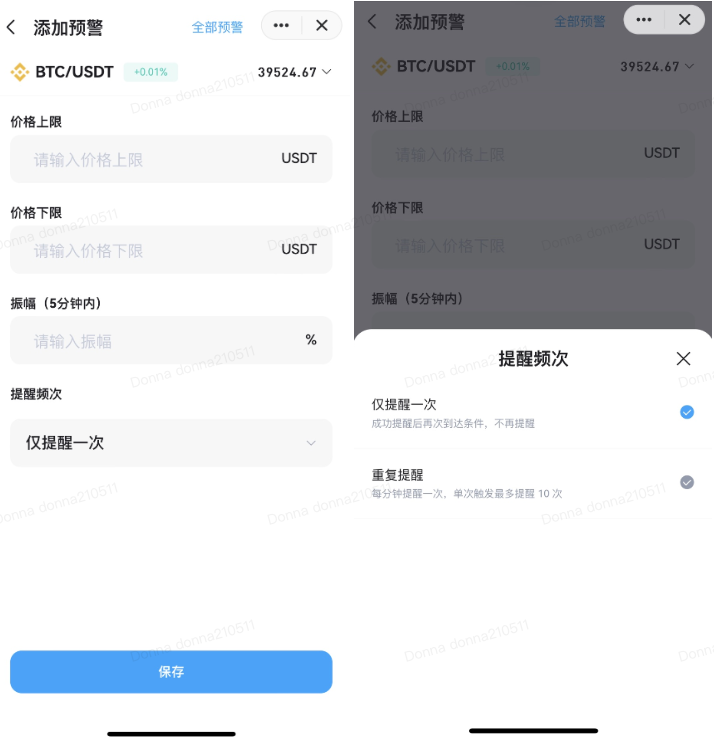 添加预警
全部预警
BTC/USDT
+0.01%
39524.67
价格上限
请输入价格上限
USDT
价格下限
请输入价格下限
USDT
振幅（5分钟内）
请输入振幅
%
提醒频次
仅提醒一次
保存
添加预警
全部预警
BTC/USDT
+0.01%
39524.67
价格上限
请输入价格上限
USDT
价格下限
请输入价格下限
USDT
振幅（5分钟内）
提醒频次
仅提醒一次
成功提醒后再次到达条件，不再提醒
重复提醒
每分钟提醒一次，单次触发最多提醒 10 次
Donna donna210511